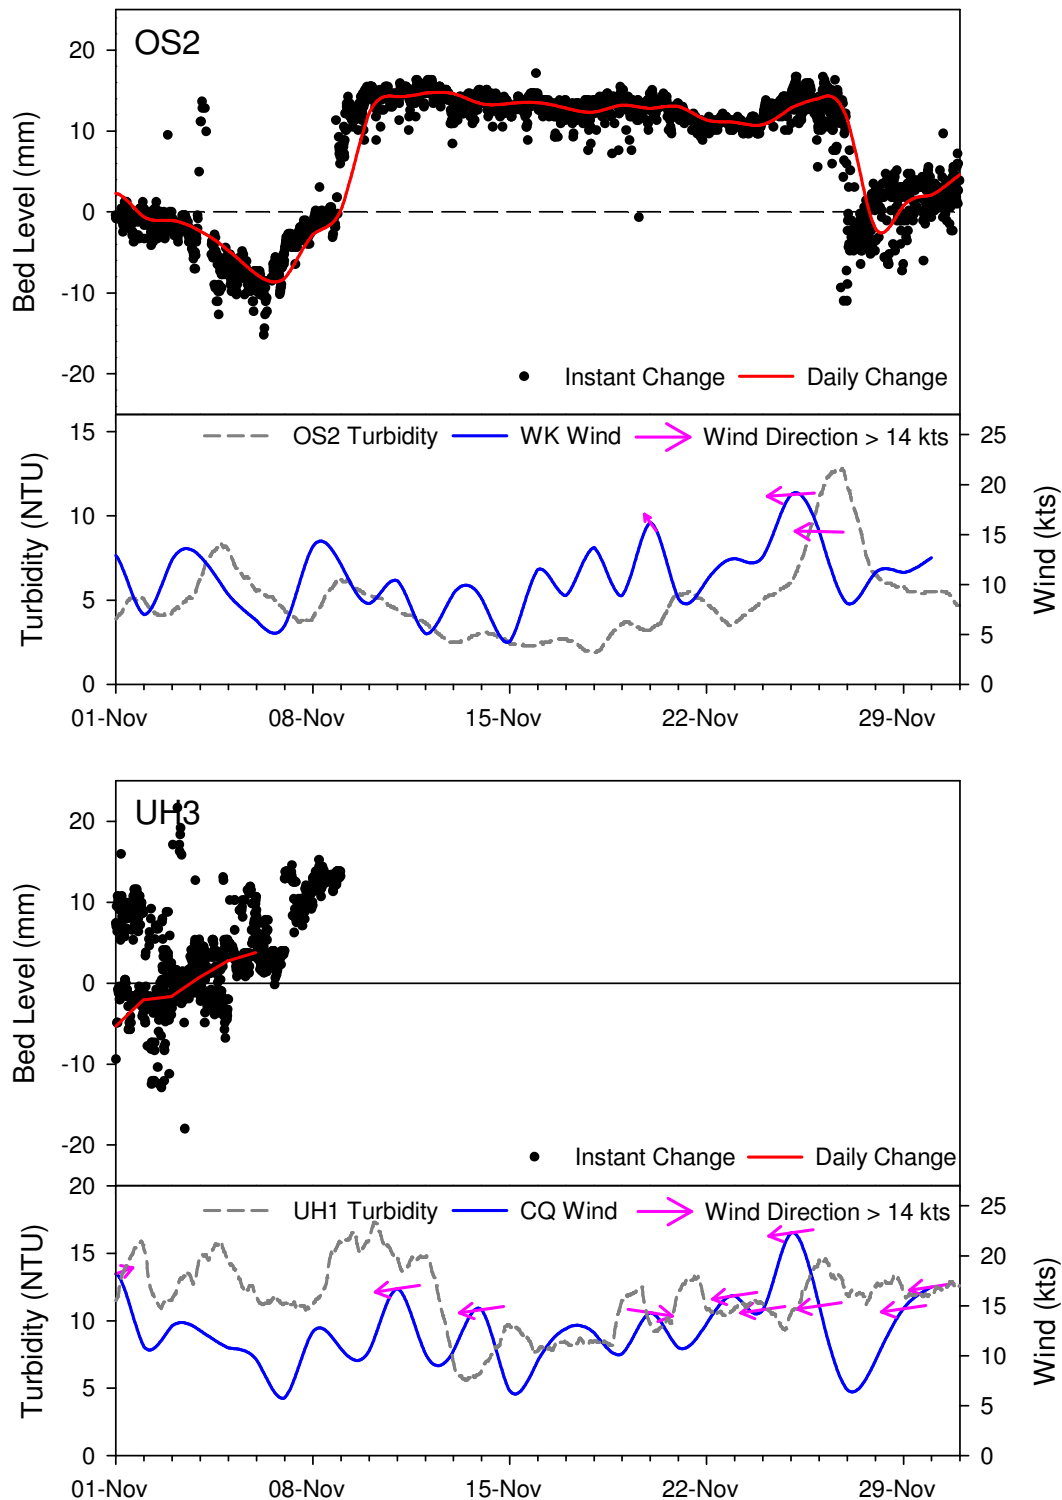 OS2
20
10
0
-10
-20
Bed Level (mm)
Instant Change Daily Change
15
10
5
0
Turbidity (NTU)
OS2 Turbidity WK Wind Wind Direction > 14 kts
25
20
15
10
5
0
Wind (kts)
01-Nov 08-Nov 15-Nov 22-Nov 29-Nov
UH3
20
10
0
-10
-20
Bed Level (mm)
Instant Change Daily Change
20
15
10
5
0
Turbidity (NTU)
UH1 Turbidity CQ Wind Wind Direction > 14 kts
25
20
15
10
5
0
Wind (kts)
01-Nov 08-Nov 15-Nov 22-Nov 29-Nov